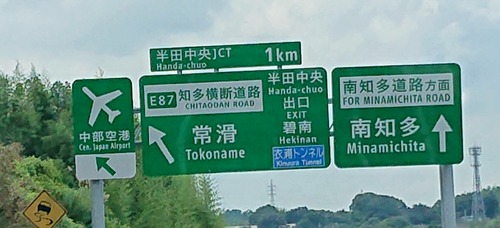 半田中央JCT 1km
Handa-chuo
中部空港
Cen. Japan Airport
E87 知多横断道路
CHITAODAN ROAD
常滑
Tokoname
半田中央
Handa-chuo
出口
EXIT
碧南
Hekinan
衣浦トンネル
Kinuura Tunnel
南知多道路方面
FOR MINAMICHITA ROAD
南知多
Minamichita